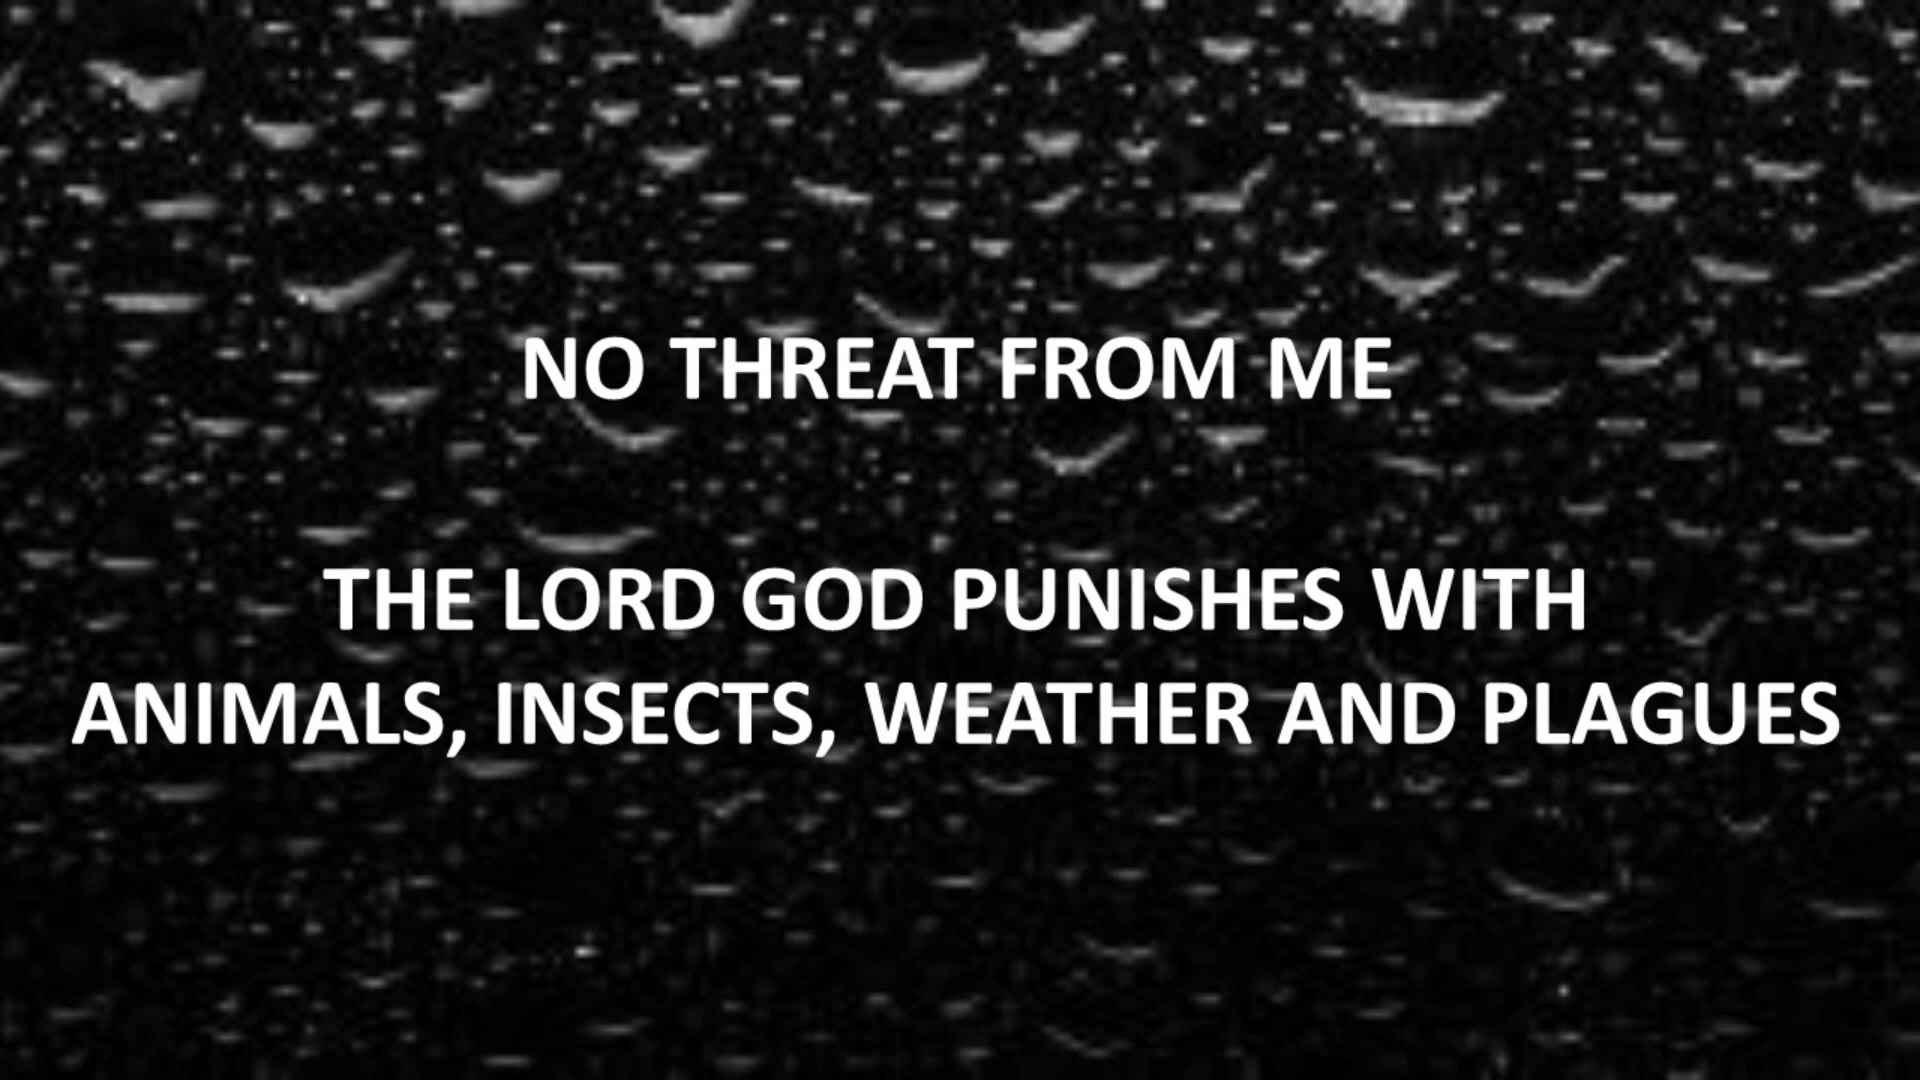 NO THREAT FROM ME
THE LORD GOD PUNISHES WITH
ANIMALS, INSECTS, WEATHER AND PLAGUES